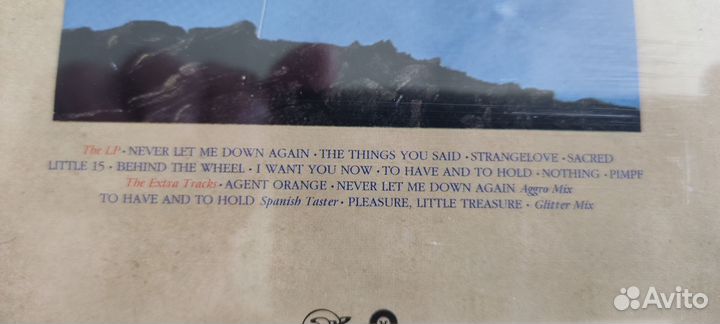 The LP · NEVER LET ME DOWN AGAIN · THE THINGS YOU SAID · STRANGELOVE · SACRED
LITTLE 15 · BEHIND THE WHEEL · I WANT YOU NOW · TO HAVE AND TO HOLD · NOTHING · PIMPF
The Extra Tracks · AGENT ORANGE · NEVER LET ME DOWN AGAIN Aggro Mix
TO HAVE AND TO HOLD Spanish Taster · PLEASURE, LITTLE TREASURE · Glitter Mix
Avito